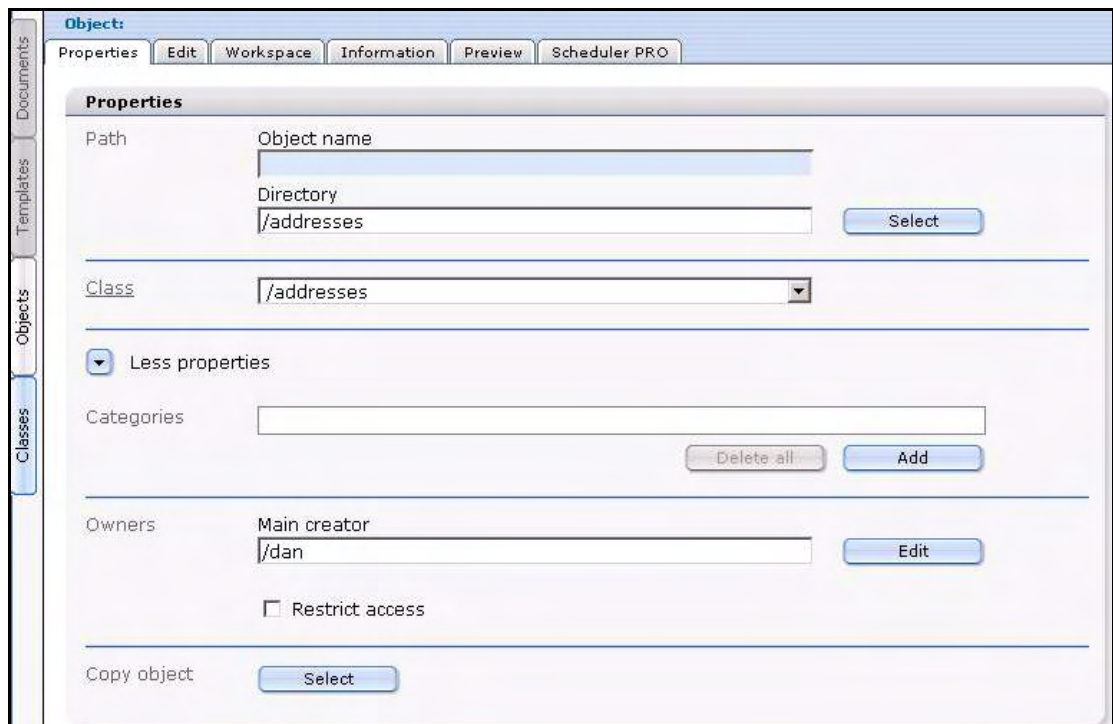 Object:
Properties Edit Workspace Information Preview Scheduler PRO
Documents
Templates
Objects
Classes
Properties
Path Object name
Directory
/addresses Select
Class /addresses
Less properties
Categories
Delete all Add
Owners Main creator
/dan Edit
Restrict access
Copy object Select